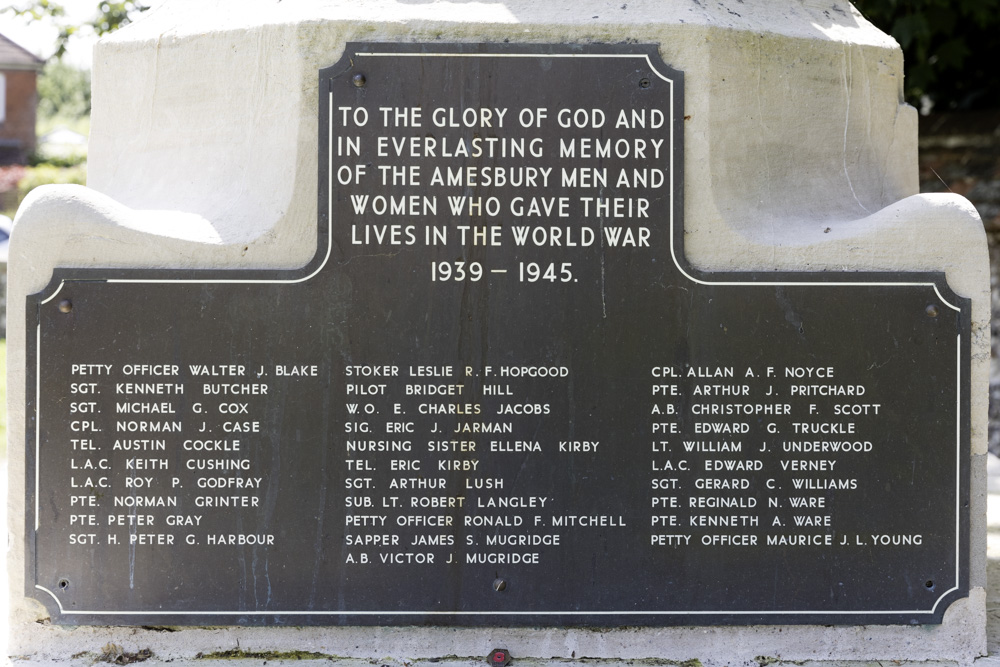 TO THE GLORY OF GOD AND
IN EVERLASTING MEMORY
OF THE AMESBURY MEN AND
WOMEN WHO GAVE THEIR
LIVES IN THE WORLD WAR
1939 – 1945.
PETTY OFFICER WALTER J. BLAKE
SGT. KENNETH BUTCHER
SGT. MICHAEL G. COX
CPL. NORMAN J. CASE
TEL. AUSTIN COCKLE
L.A.C. KEITH CUSHING
L.A.C. ROY P. GODFRAY
PTE. NORMAN GRINTER
PTE. PETER GRAY
SGT. H. PETER G. HARBOUR
STOKER LESLIE R. F. HOPGOOD
PILOT BRIDGET HILL
W.O. E. CHARLES JACOBS
SIG. ERIC J. JARMAN
NURSING SISTER ELLENA KIRBY
TEL. ERIC KIRBY
SGT. ARTHUR LUSH
SUB. LT. ROBERT LANGLEY
PETTY OFFICER RONALD F. MITCHELL
SAPPER JAMES S. MUGRIDGE
A.B. VICTOR J. MUGRIDGE
CPL. ALLAN A. F. NOYCE
PTE. ARTHUR J. PRITCHARD
A.B. CHRISTOPHER F. SCOTT
PTE. EDWARD G. TRUCKLE
LT. WILLIAM J. UNDERWOOD
L.A.C. EDWARD VERNEY
SGT. GERARD C. WILLIAMS
PTE. REGINALD N. WARE
PTE. KENNETH A. WARE
PETTY OFFICER MAURICE J. L. YOUNG